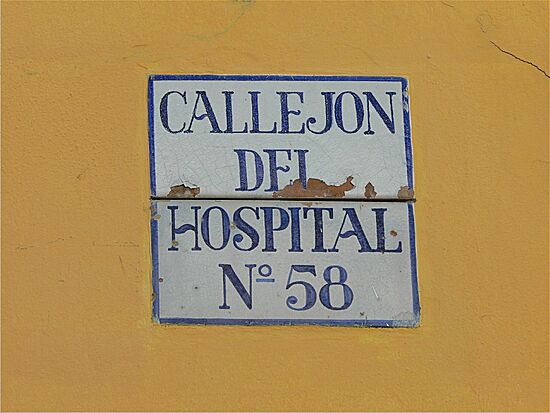 CALLEJON
DEL
HOSPITAL
Nº 58